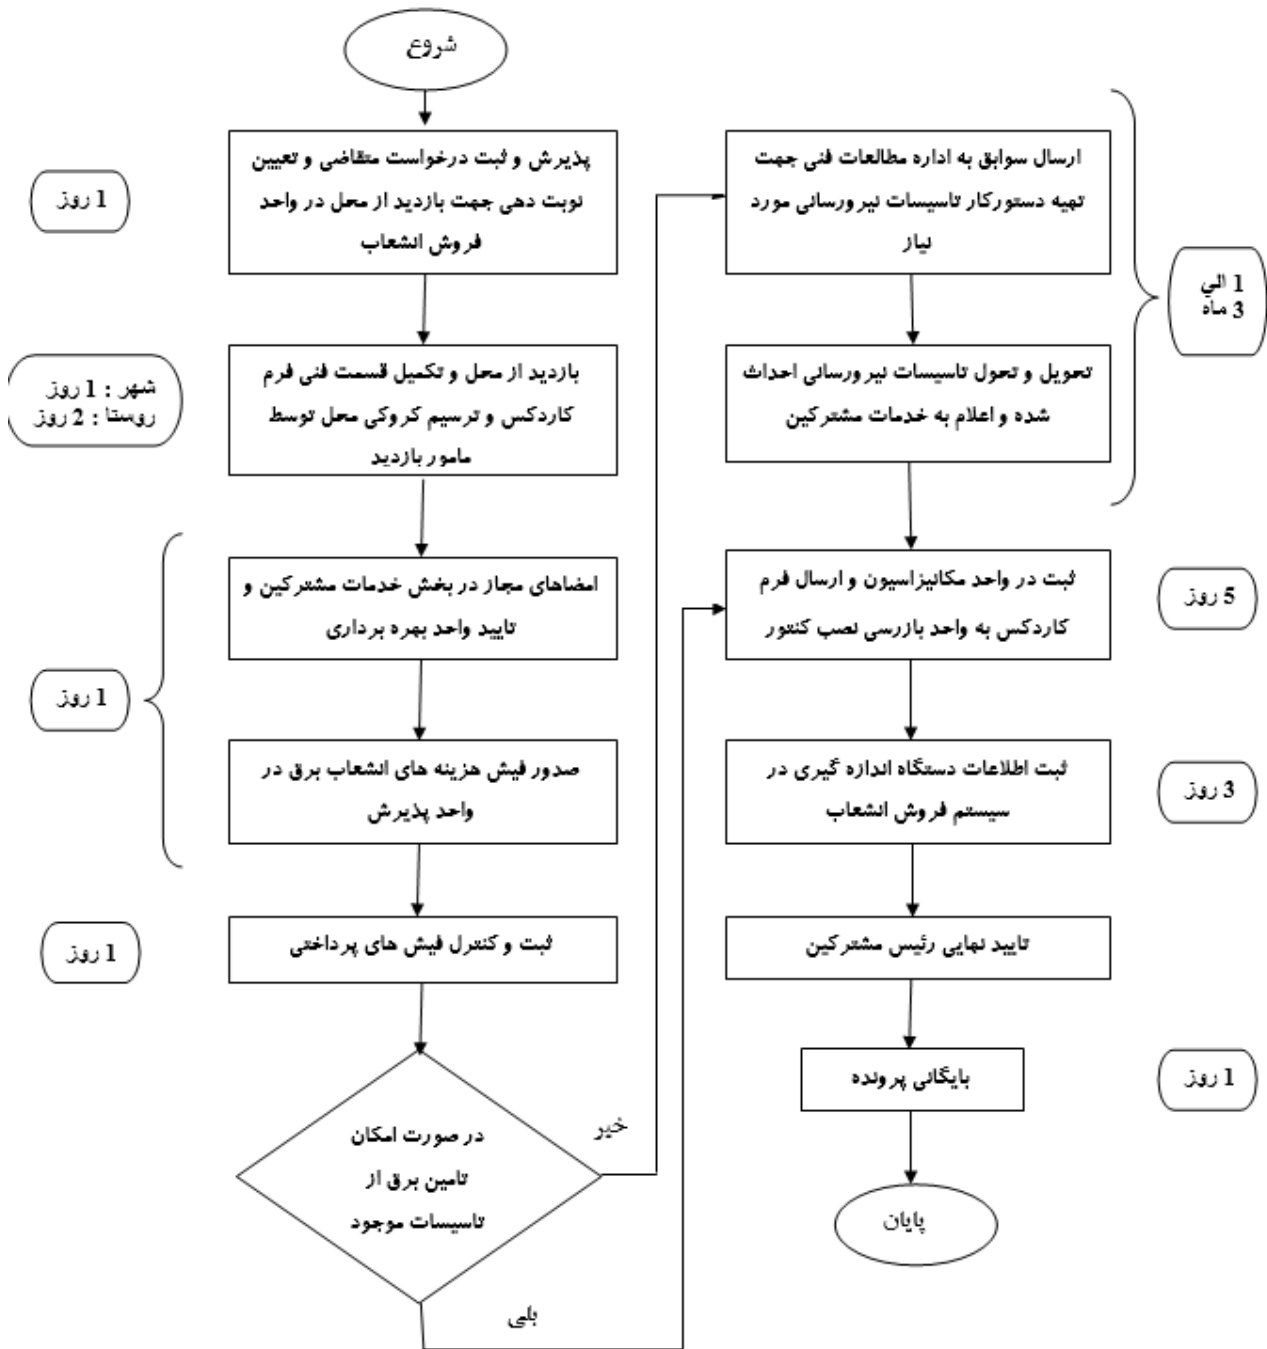 شروع
پذیرش و ثبت درخواست متقاضی و تعیین
نوبت دهی جهت بازدید از محل در واحد
فروش انشعاب
1 روز
بازدید از محل و تکمیل قسمت فنی فرم
کاردکس و ترسیم کروکی محل توسط
مامور بازدید
شهر : 1 روز
روستا : 2 روز
امضاهای مجاز در بخش خدمات مشترکین و
تایید واحد بهره برداری
صدور فیش هزینه های انشعاب برق در
واحد پذیرش
1 روز
ثبت و کنترل فیش های پرداختی
1 روز
در صورت امکان
تامین برق از
تاسیسات موجود
خیر
بلی
ارسال سوابق به اداره مطالعات فنی جهت
تهیه دستورکار تاسیسات نیرورسانی مورد
نیاز
تحویل و تحول تاسیسات نیرورسانی احداث
شده و اعلام به خدمات مشترکین
1 الي
3 ماه
ثبت در واحد مکانیزاسیون و ارسال فرم
کاردکس به واحد بازرسی نصب کنتور
5 روز
ثبت اطلاعات دستگاه اندازه گیری در
سیستم فروش انشعاب
3 روز
تایید نهایی رئیس مشترکین
بایگانی پرونده
1 روز
پایان